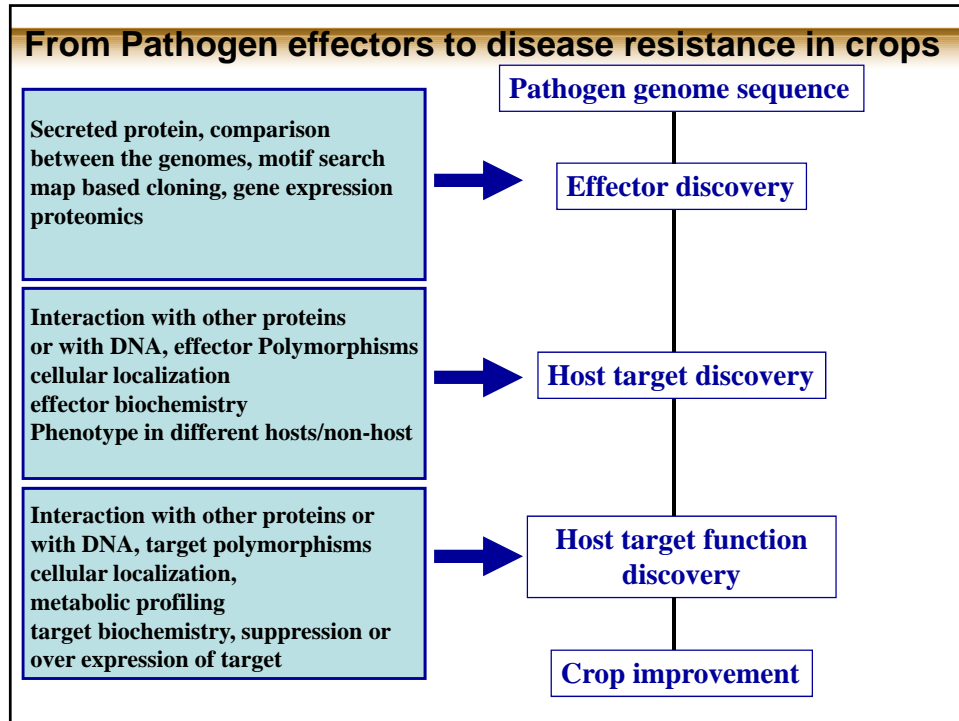 From Pathogen effectors to disease resistance in crops
Pathogen genome sequence
Secreted protein, comparison
between the genomes, motif search
map based cloning, gene expression
proteomics
Effector discovery
Interaction with other proteins
or with DNA, effector Polymorphisms
cellular localization
effector biochemistry
Phenotype in different hosts/non-host
Host target discovery
Interaction with other proteins or
with DNA, target polymorphisms
cellular localization,
metabolic profiling
target biochemistry, suppression or
over expression of target
Host target function
discovery
Crop improvement